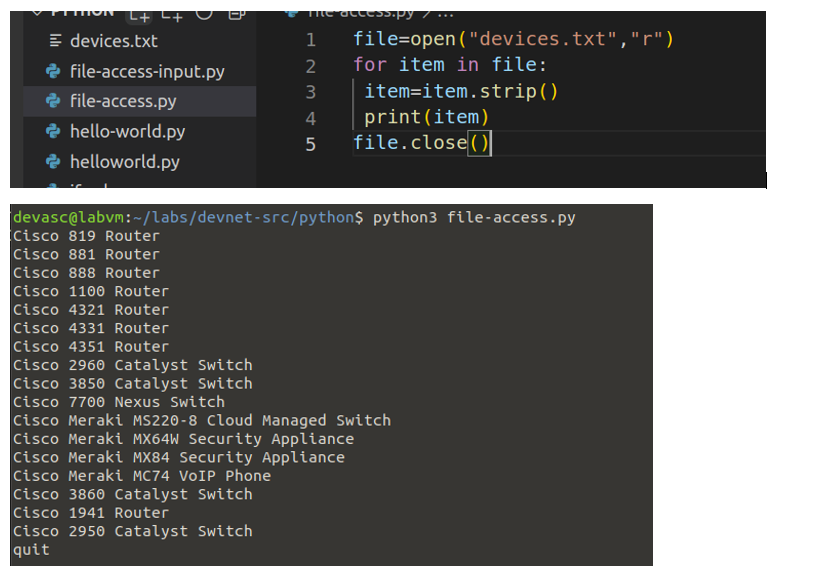 PYTHON
file-access.py > ...
devices.txt
file-access-input.py
file-access.py
hello-world.py
helloworld.py
1 file=open("devices.txt","r")
2 for item in file:
3 item=item.strip()
4 print(item)
5 file.close()
devasc@labvm:~/labs/devnet-src/python$ python3 file-access.py
Cisco 819 Router
Cisco 881 Router
Cisco 888 Router
Cisco 1100 Router
Cisco 4321 Router
Cisco 4331 Router
Cisco 4351 Router
Cisco 2960 Catalyst Switch
Cisco 3850 Catalyst Switch
Cisco 7700 Nexus Switch
Cisco Meraki MS220-8 Cloud Managed Switch
Cisco Meraki MX64W Security Appliance
Cisco Meraki MX84 Security Appliance
Cisco Meraki MC74 VoIP Phone
Cisco 3860 Catalyst Switch
Cisco 1941 Router
Cisco 2950 Catalyst Switch
quit